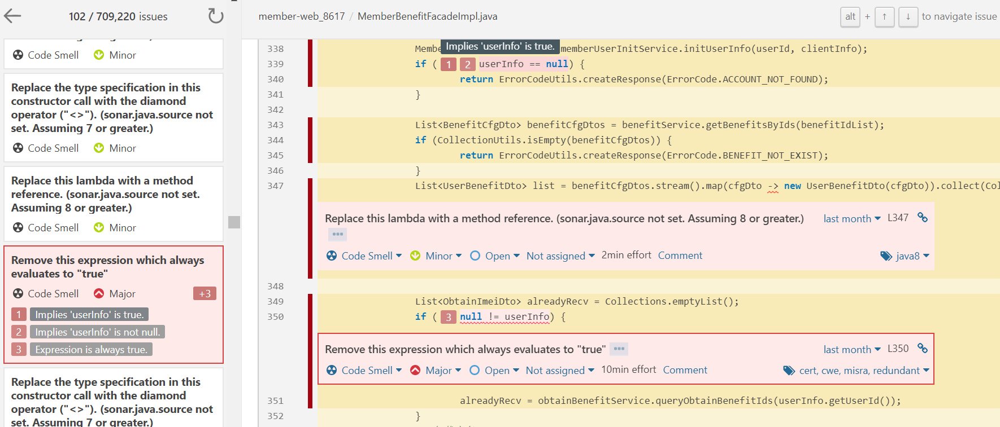 102 / 709,220 issues
Code Smell Minor
Replace the type specification in this
constructor call with the diamond
operator ("<>"). (sonar.java.source not
set. Assuming 7 or greater.)
Code Smell Minor
Replace this lambda with a method
reference. (sonar.java.source not set.
Assuming 8 or greater.)
Code Smell Minor
Remove this expression which always
evaluates to "true"
Code Smell Major +3
1 Implies 'userInfo' is true.
2 Implies 'userInfo' is not null.
3 Expression is always true.
Replace the type specification in this
constructor call with the diamond
operator ("<>"). (sonar.java.source not
set. Assuming 7 or greater.)
member-web_8617 / MemberBenefitFacadeImpl.java
alt + ↑ ↓ to navigate issue
Implies 'userInfo' is true.
338 Membe memberUserInitService.initUserInfo(userId, clientInfo);
339 if ( 1 2 userInfo == null) {
340 return ErrorCodeUtils.createResponse(ErrorCode.ACCOUNT_NOT_FOUND);
341 }
342
343 List<BenefitCfgDto> benefitCfgDtos = benefitService.getBenefitsByIds(benefitIdList);
344 if (CollectionUtils.isEmpty(benefitCfgDtos)) {
345 return ErrorCodeUtils.createResponse(ErrorCode.BENEFIT_NOT_EXIST);
346 }
347 List<UserBenefitDto> list = benefitCfgDtos.stream().map(cfgDto -> new UserBenefitDto(cfgDto)).collect(Col
Replace this lambda with a method reference. (sonar.java.source not set. Assuming 8 or greater.) last month L347
Code Smell Minor Open Not assigned 2min effort Comment java8
348
349 List<ObtainImeiDto> alreadyRecv = Collections.emptyList();
350 if ( 3 null != userInfo) {
Remove this expression which always evaluates to "true" last month L350
Code Smell Major Open Not assigned 10min effort Comment cert, cwe, misra, redundant
351 alreadyRecv = obtainBenefitService.queryObtainBenefitIds(userInfo.getUserId());
352 }